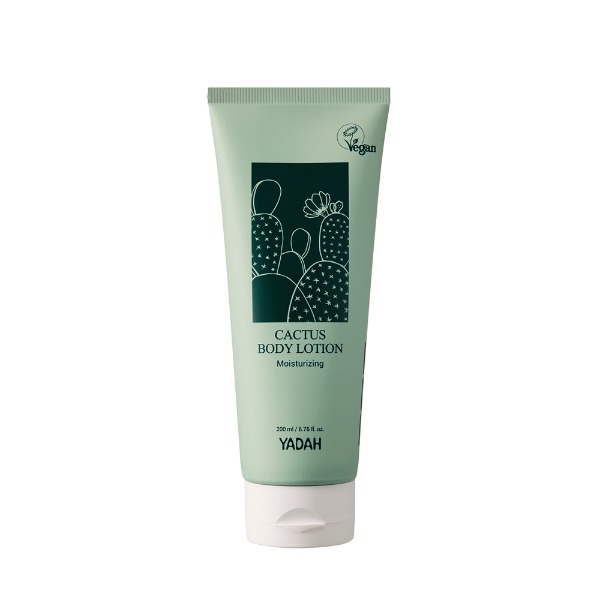 Vegan
CACTUS
BODY LOTION
Moisturizing
200 ml / 6.76 fl. oz.
YADAH